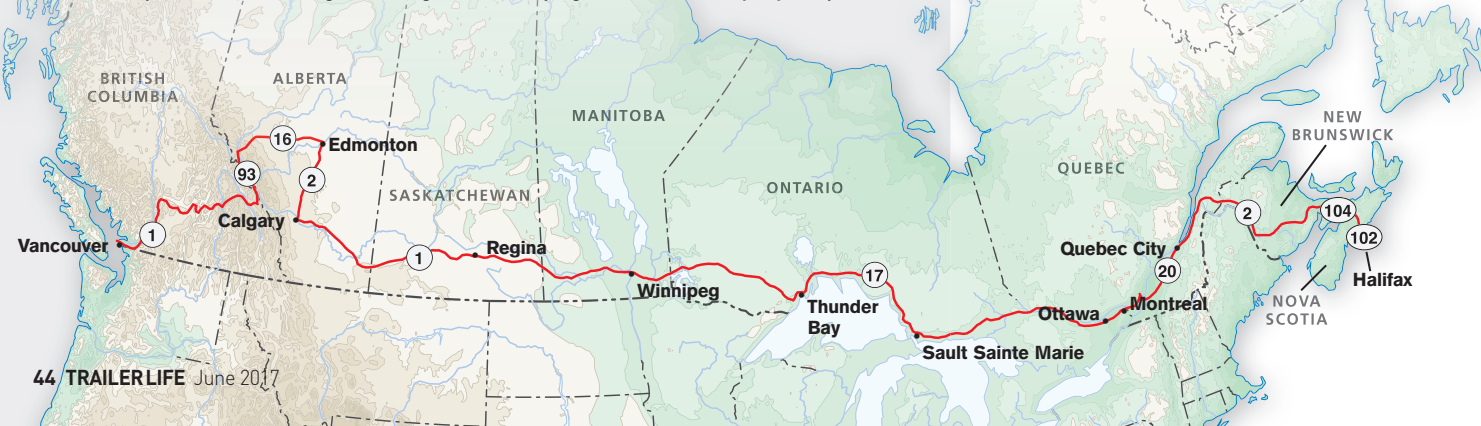 BRITISH
COLUMBIA
ALBERTA
SASKATCHEWAN
MANITOBA
ONTARIO
QUEBEC
NEW
BRUNSWICK
NOVA
SCOTIA
16
Edmonton
93
2
Calgary
1
Vancouver
1
Regina
Winnipeg
Thunder
Bay
17
Sault Sainte Marie
Ottawa
Montreal
20
Quebec City
2
104
102
Halifax
44 TRAILER LIFE June 2017